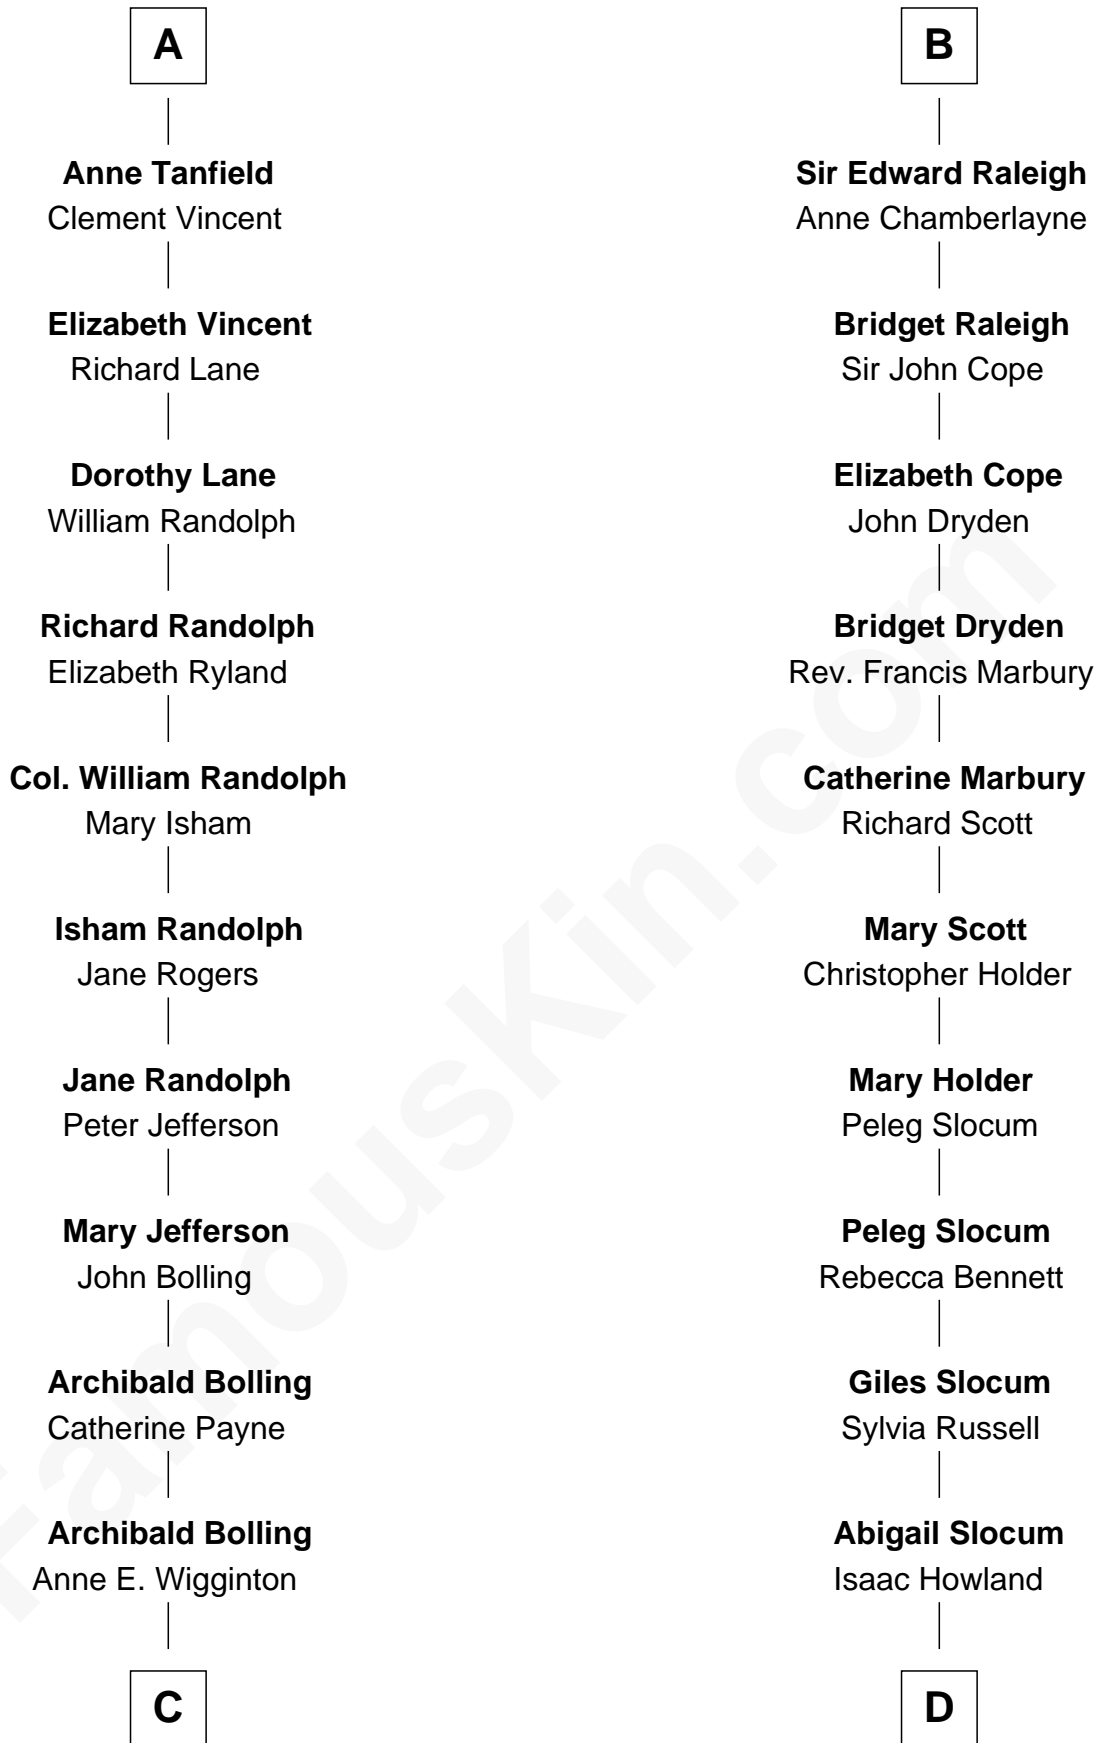 A
Anne Tanfield
Clement Vincent
Elizabeth Vincent
Richard Lane
Dorothy Lane
William Randolph
Richard Randolph
Elizabeth Ryland
Col. William Randolph
Mary Isham
Isham Randolph
Jane Rogers
Jane Randolph
Peter Jefferson
Mary Jefferson
John Bolling
Archibald Bolling
Catherine Payne
Archibald Bolling
Anne E. Wigginton
C
B
Sir Edward Raleigh
Anne Chamberlayne
Bridget Raleigh
Sir John Cope
Elizabeth Cope
John Dryden
Bridget Dryden
Rev. Francis Marbury
Catherine Marbury
Richard Scott
Mary Scott
Christopher Holder
Mary Holder
Peleg Slocum
Peleg Slocum
Rebecca Bennett
Giles Slocum
Sylvia Russell
Abigail Slocum
Isaac Howland
D
FamousKin.com